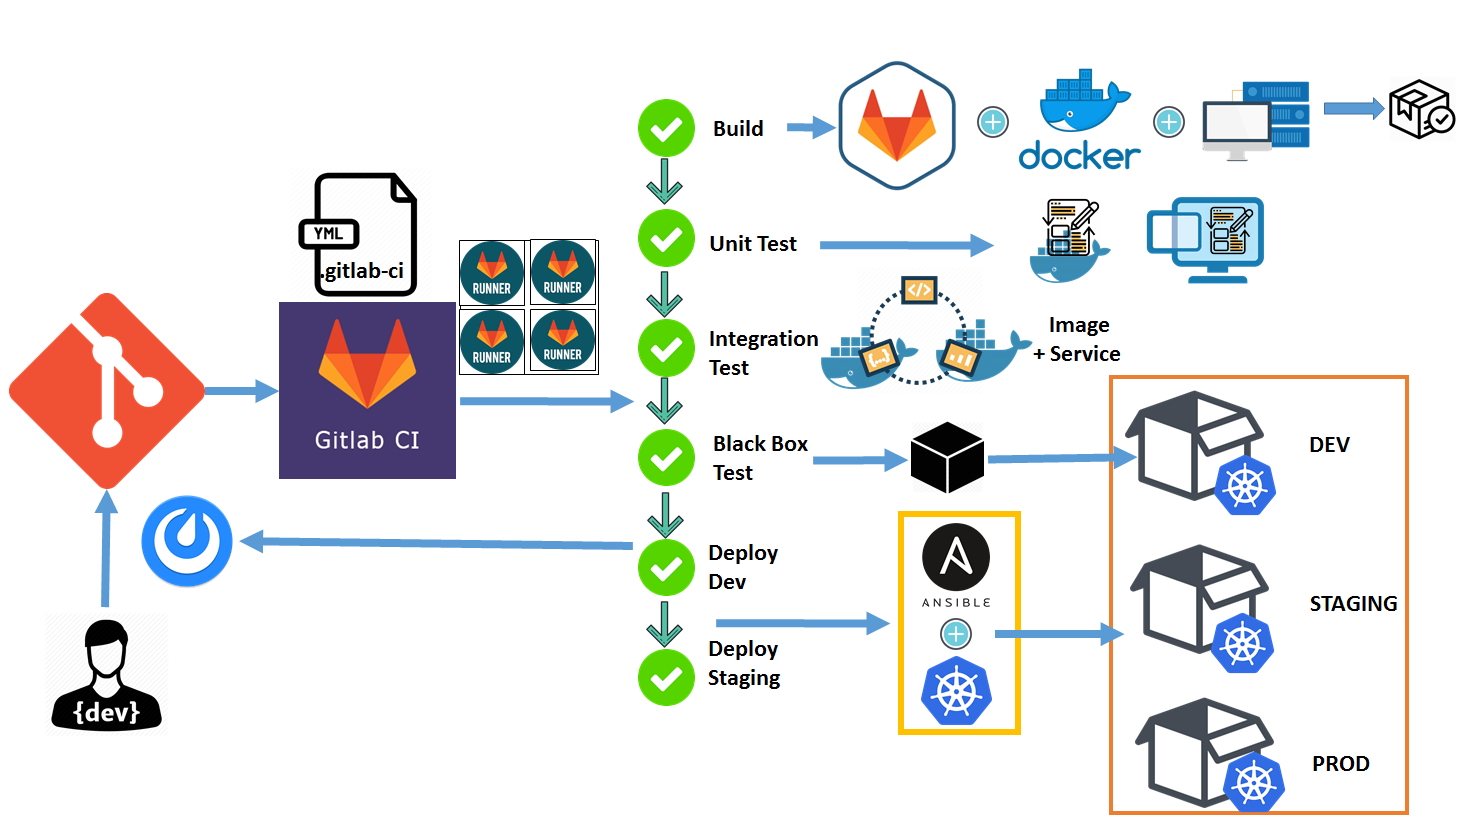 Build
docker
YML
.gitlab-ci
Unit Test
RUNNER
RUNNER
RUNNER
RUNNER
</>
Integration
Test
{...}
Image
+ Service
Gitlab CI
Black Box
Test
DEV
Deploy
Dev
A
ANSIBLE
STAGING
Deploy
Staging
{dev}
PROD